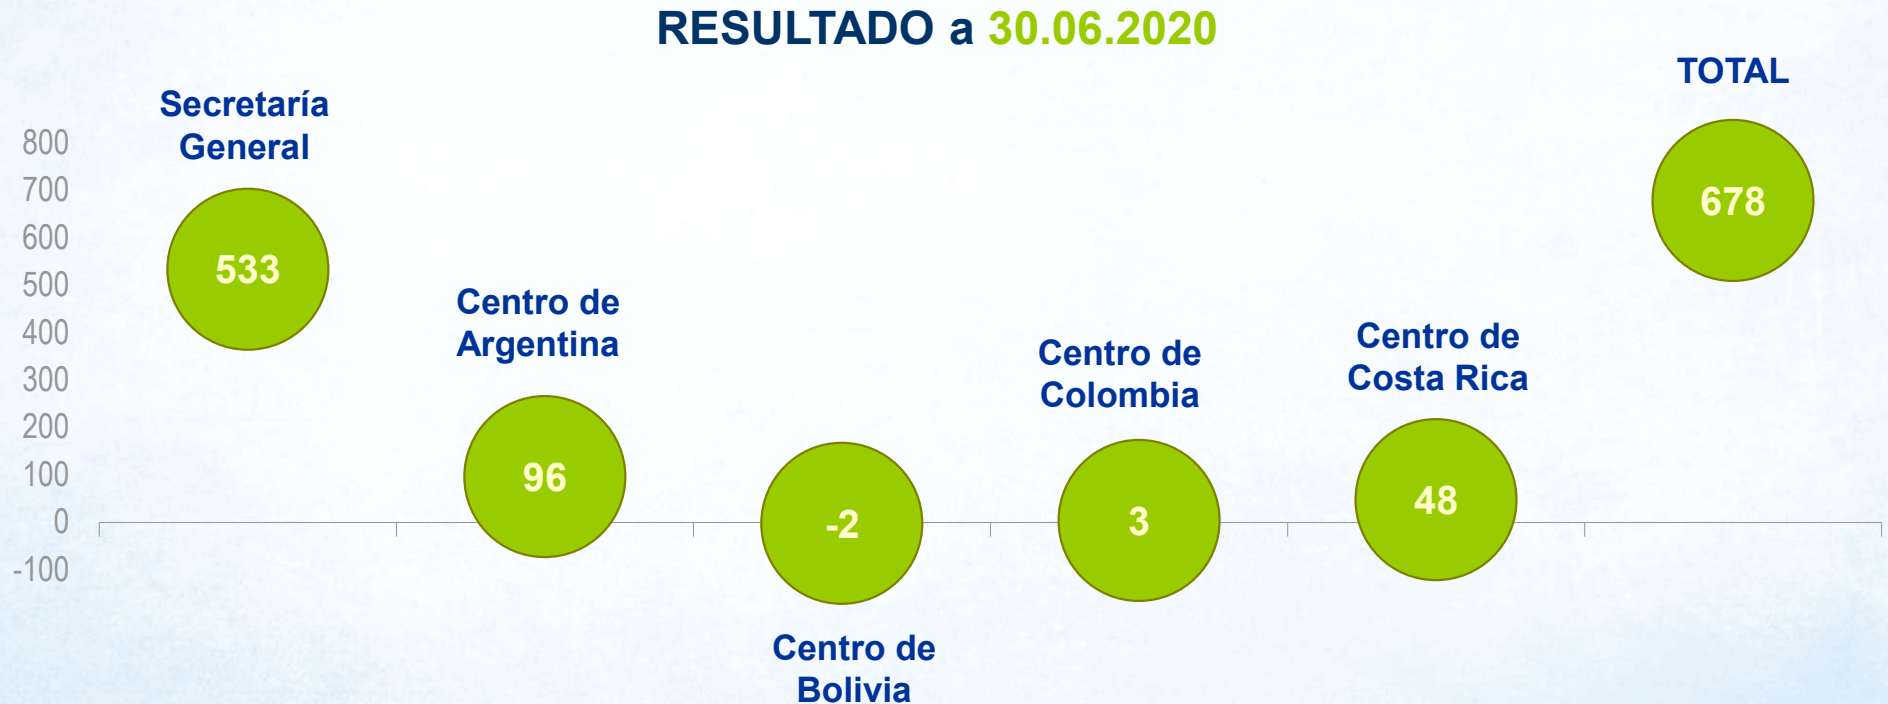 RESULTADO a 30.06.2020
TOTAL
Secretaría
General
800
700
600
500
400
300
200
100
0
-100
533
Centro de
Argentina
96
-2
Centro de
Bolivia
Centro de
Colombia
3
Centro de
Costa Rica
48
678